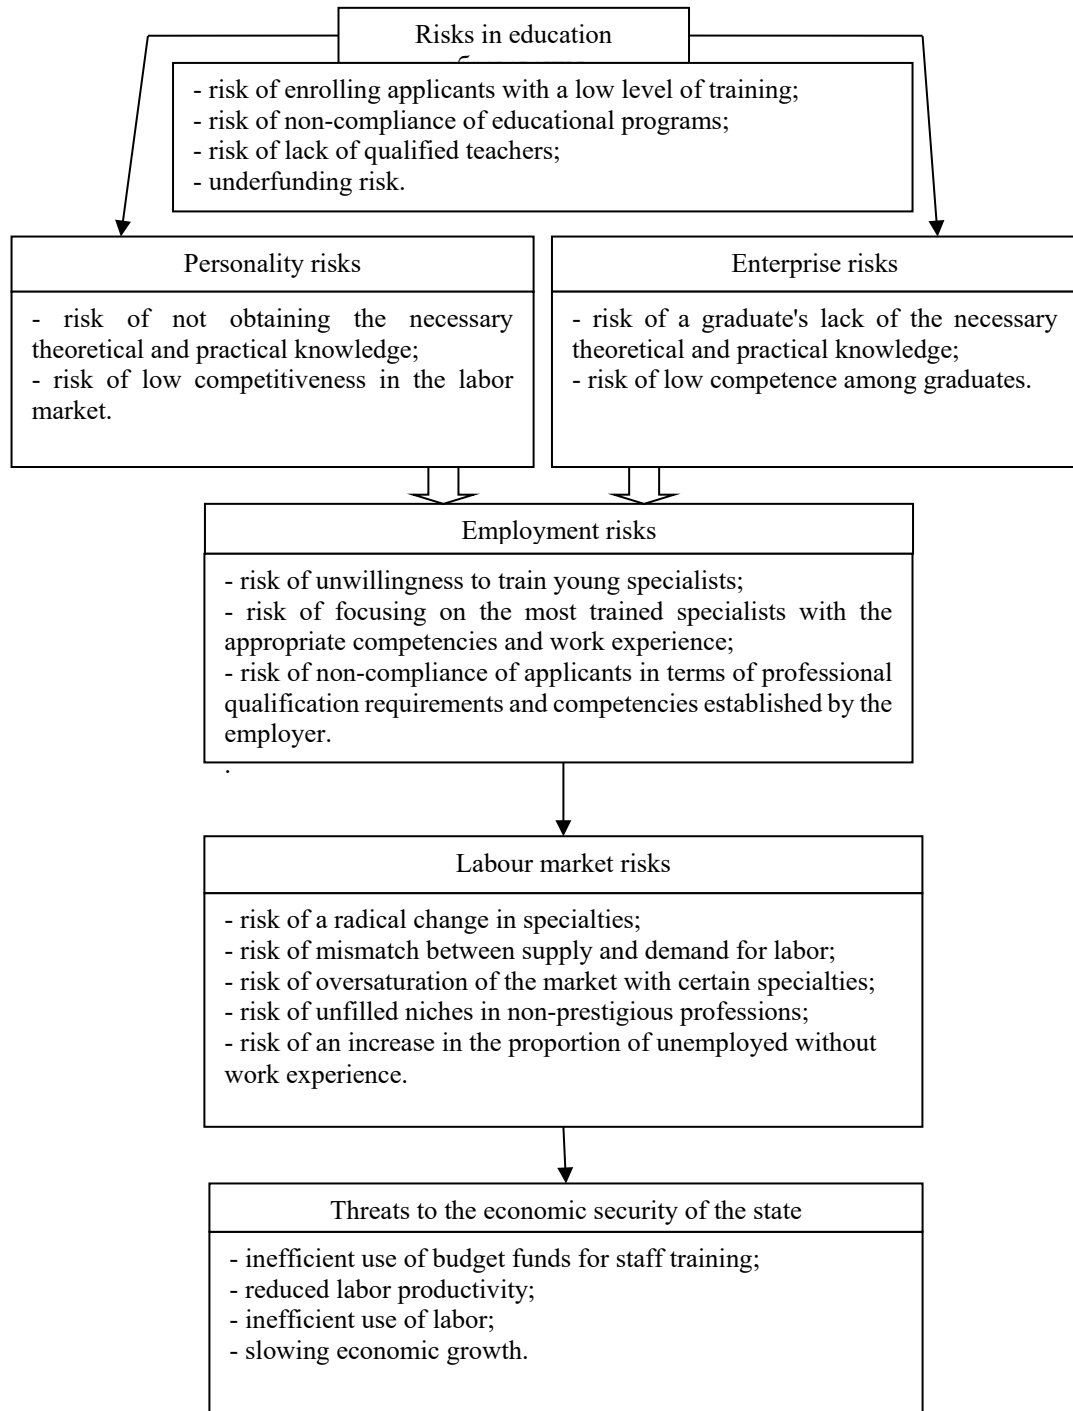 Risks in education
- risk of enrolling applicants with a low level of training;
- risk of non-compliance of educational programs;
- risk of lack of qualified teachers;
- underfunding risk.
Personality risks
- risk of not obtaining the necessary
theoretical and practical knowledge;
- risk of low competitiveness in the labor
market.
Enterprise risks
- risk of a graduate's lack of the necessary
theoretical and practical knowledge;
- risk of low competence among graduates.
Employment risks
- risk of unwillingness to train young specialists;
- risk of focusing on the most trained specialists with the
appropriate competencies and work experience;
- risk of non-compliance of applicants in terms of professional
qualification requirements and competencies established by the
employer.
.
Labour market risks
- risk of a radical change in specialties;
- risk of mismatch between supply and demand for labor;
- risk of oversaturation of the market with certain specialties;
- risk of unfilled niches in non-prestigious professions;
- risk of an increase in the proportion of unemployed without
work experience.
Threats to the economic security of the state
- inefficient use of budget funds for staff training;
- reduced labor productivity;
- inefficient use of labor;
- slowing economic growth.